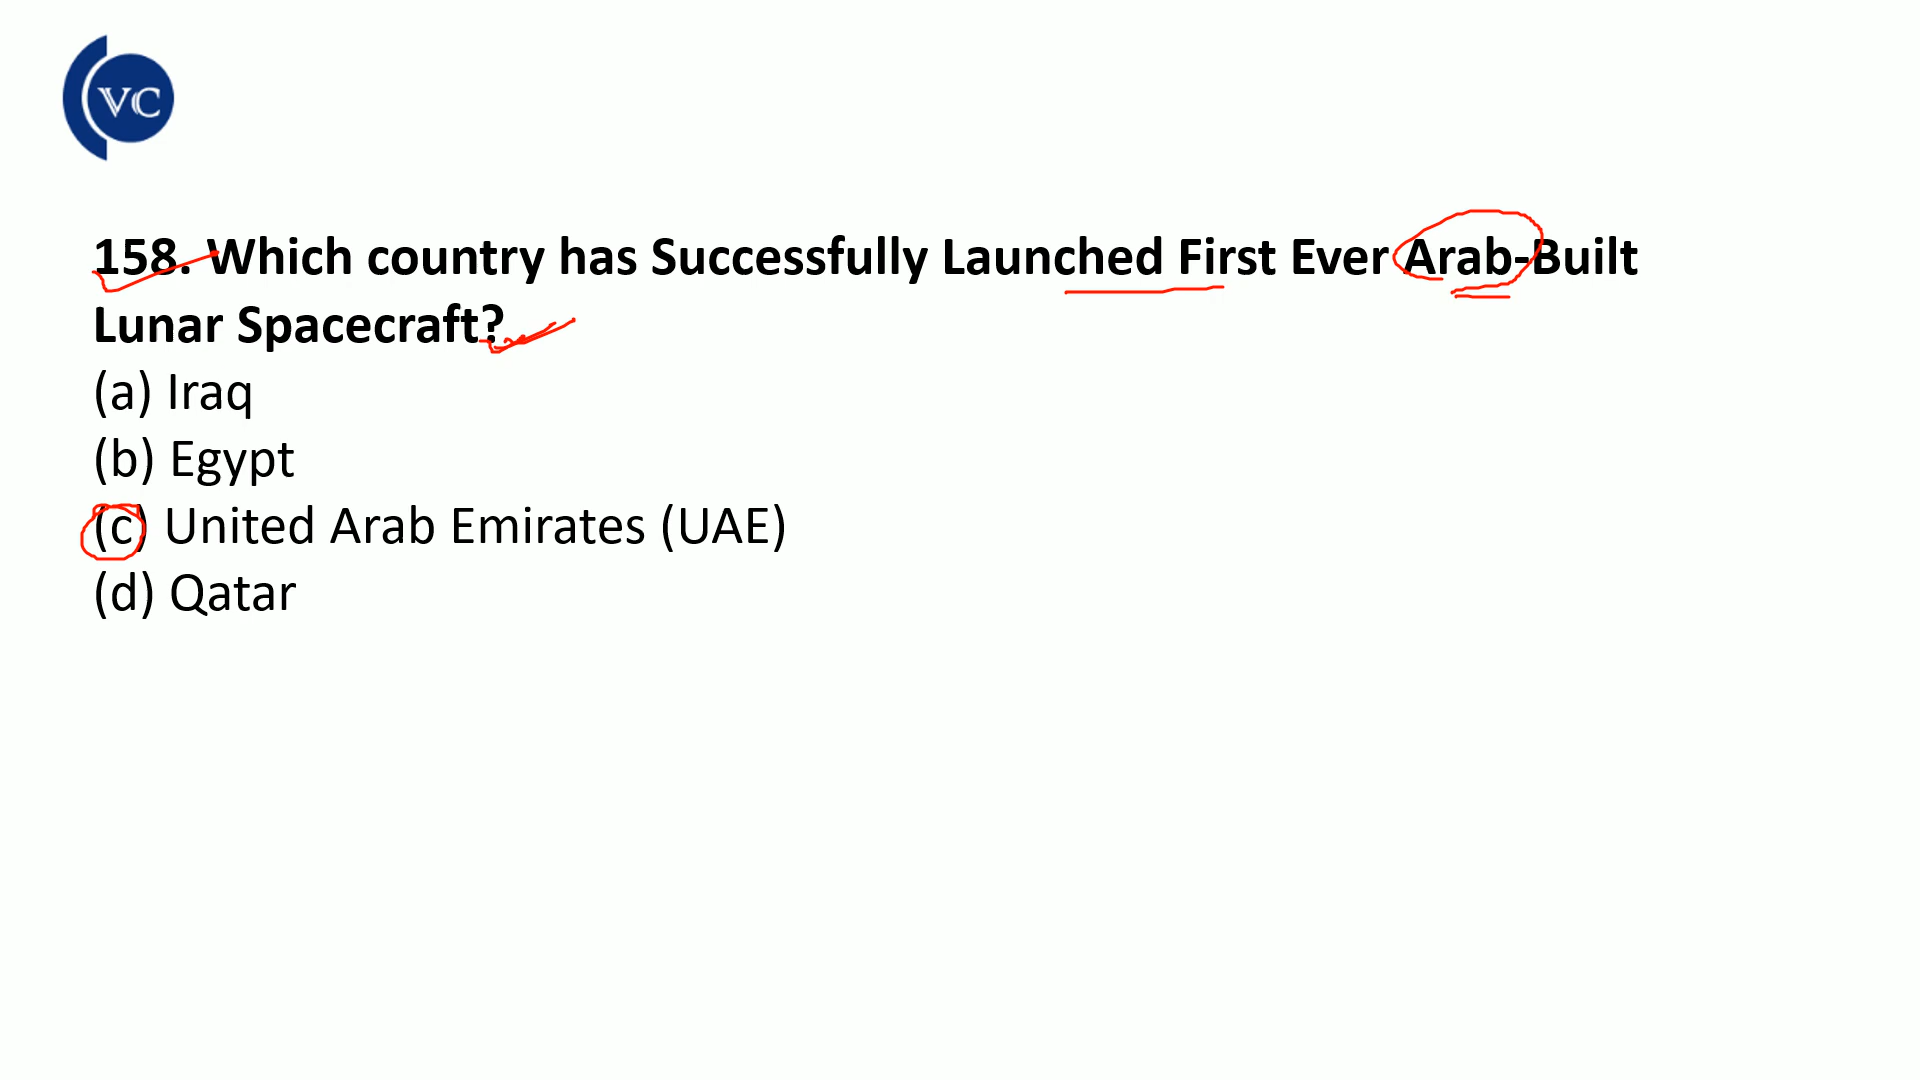 VC
158. Which country has Successfully Launched First Ever Arab-Built
Lunar Spacecraft?
(a) Iraq
(b) Egypt
(c) United Arab Emirates (UAE)
(d) Qatar